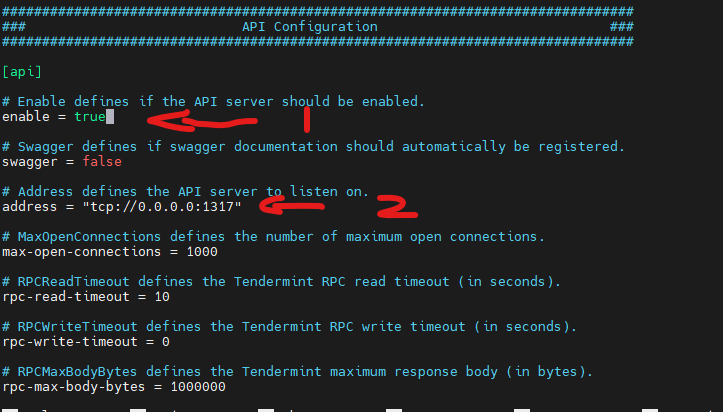 ###############################################################################
###                           API Configuration                             ###
###############################################################################
[api]
# Enable defines if the API server should be enabled.
enable = true
1
# Swagger defines if swagger documentation should automatically be registered.
swagger = false
# Address defines the API server to listen on.
address = "tcp://0.0.0.0:1317"
2
# MaxOpenConnections defines the number of maximum open connections.
max-open-connections = 1000
# RPCReadTimeout defines the Tendermint RPC read timeout (in seconds).
rpc-read-timeout = 10
# RPCWriteTimeout defines the Tendermint RPC write timeout (in seconds).
rpc-write-timeout = 0
# RPCMaxBodyBytes defines the Tendermint maximum response body (in bytes).
rpc-max-body-bytes = 1000000